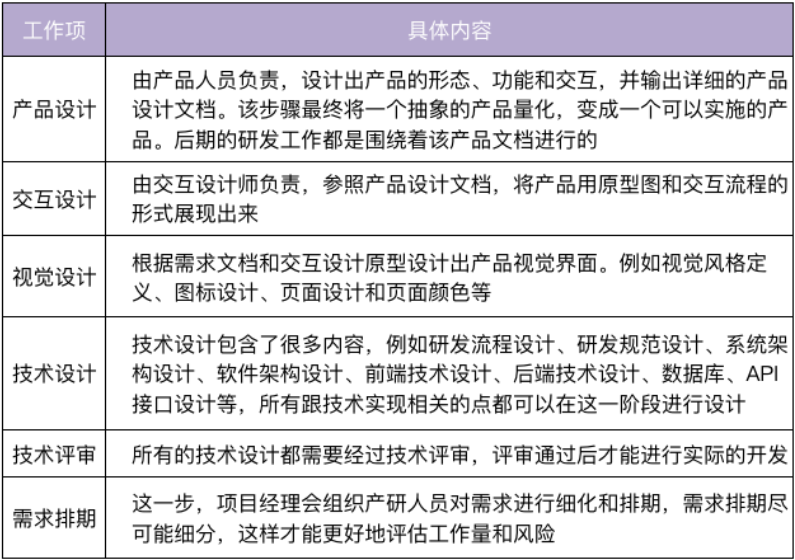 工作项
具体内容
产品设计
由产品人员负责，设计出产品的形态、功能和交互，并输出详细的产品
设计文档。该步骤最终将一个抽象的产品量化，变成一个可以实施的产
品。后期的研发工作都是围绕着该产品文档进行的
交互设计
由交互设计师负责，参照产品设计文档，将产品用原型图和交互流程的
形式展现出来
视觉设计
根据需求文档和交互设计原型设计出产品视觉界面。例如视觉风格定
义、图标设计、页面设计和页面颜色等
技术设计
技术设计包含了很多内容，例如研发流程设计、研发规范设计、系统架
构设计、软件架构设计、前端技术设计、后端技术设计、数据库、API
接口设计等，所有跟技术实现相关的点都可以在这一阶段进行设计
技术评审
所有的技术设计都需要经过技术评审，评审通过后才能进行实际的开发
需求排期
这一步，项目经理会组织产研人员对需求进行细化和排期，需求排期尽
可能细分，这样才能更好地评估工作量和风险